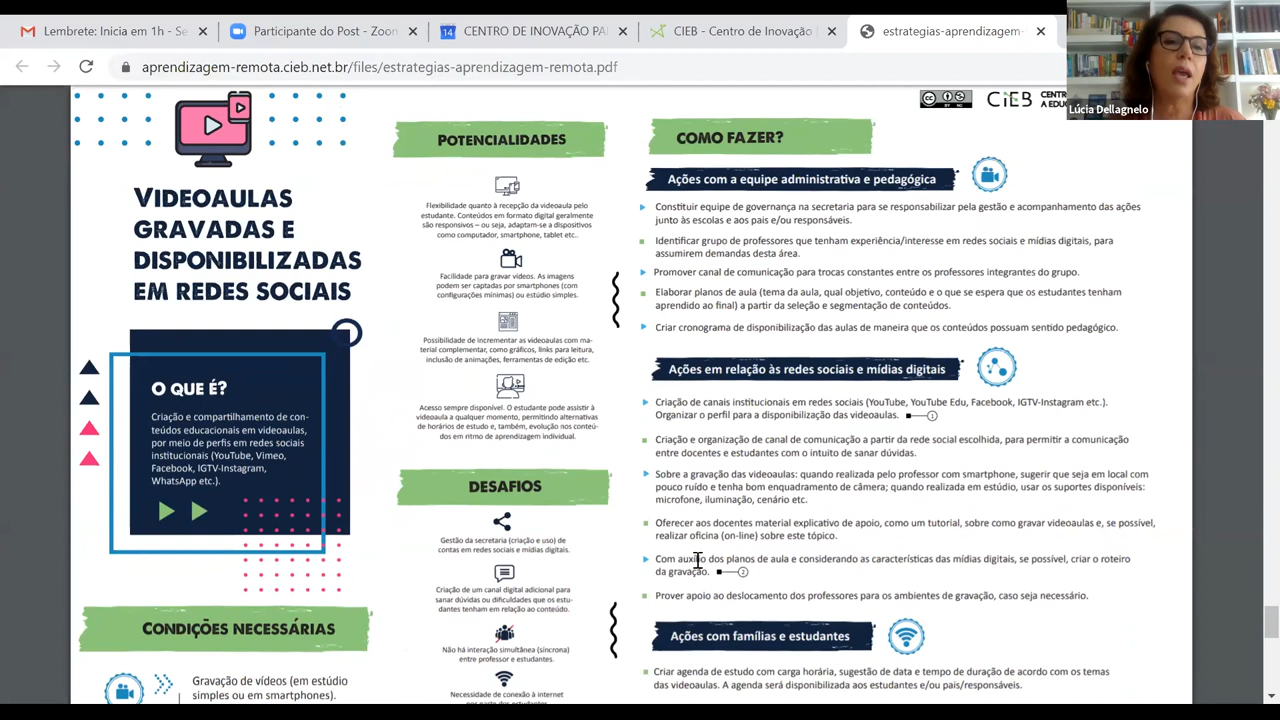 Lembrete: Inicia em 1h - Se
Participante do Post - Zoom
14
CENTRO DE INOVAÇÃO PA
CIEB - Centro de Inovação
estrategias-aprendizagem-
aprendizagem-remota.cieb.net.br/files/estrategias-aprendizagem-remota.pdf
Lúcia Dellagnelo
cc
BY NC
CIEB
CENTR
A EDU
VIDEOAULAS
GRAVADAS E
DISPONIBILIZADAS
EM REDES SOCIAIS
O QUE É?
Criação e compartilhamento de con-
teúdos educacionais em videoaulas,
por meio de perfis em redes sociais
institucionais (YouTube, Vimeo,
Facebook, IGTV-Instagram,
WhatsApp etc.).
CONDIÇÕES NECESSÁRIAS
Gravação de vídeos (em estúdio
simples ou em smartphones).
POTENCIALIDADES
Flexibilidade quanto à recepção da videoaula pelo
estudante. Conteúdos em formato digital geralmente
são responsivos – ou seja, adaptam-se a dispositivos
como computador, smartphone, tablet etc..
Facilidade para gravar vídeos. As imagens
podem ser captadas por smartphones (com
configurações mínimas) ou estúdio simples.
Possibilidade de incrementar as videoaulas com ma-
terial complementar, como gráficos, links para leitura,
inclusão de animações, ferramentas de edição etc.
Acesso sempre disponível. O estudante pode assistir à
videoaula a qualquer momento, permitindo alternativas
de horários de estudo e, também, evolução nos conteú-
dos em ritmo de aprendizagem individual.
DESAFIOS
Gestão da secretaria (criação e uso) de
contas em redes sociais e mídias digitais.
Criação de um canal digital adicional para
sanar dúvidas ou dificuldades que os estu-
dantes tenham em relação ao conteúdo.
Não há interação simultânea (síncrona)
entre professor e estudantes.
Necessidade de conexão à internet
por parte dos estudantes.
COMO FAZER?
Ações com a equipe administrativa e pedagógica
Constituir equipe de governança na secretaria para se responsabilizar pela gestão e acompanhamento das ações
junto às escolas e aos pais e/ou responsáveis.
Identificar grupo de professores que tenham experiência/interesse em redes sociais e mídias digitais, para
assumirem demandas desta área.
Promover canal de comunicação para trocas constantes entre os professores integrantes do grupo.
Elaborar planos de aula (tema da aula, qual objetivo, conteúdo e o que se espera que os estudantes tenham
aprendido ao final) a partir da seleção e segmentação de conteúdos.
Criar cronograma de disponibilização das aulas de maneira que os conteúdos possuam sentido pedagógico.
Ações em relação às redes sociais e mídias digitais
Criação de canais institucionais em redes sociais (YouTube, YouTube Edu, Facebook, IGTV-Instagram etc.).
Organizar o perfil para a disponibilização das videoaulas. 1
Criação e organização de canal de comunicação a partir da rede social escolhida, para permitir a comunicação
entre docentes e estudantes com o intuito de sanar dúvidas.
Sobre a gravação das videoaulas: quando realizada pelo professor com smartphone, sugerir que seja em local com
pouco ruído e tenha bom enquadramento de câmera; quando realizada em estúdio, usar os suportes disponíveis:
microfone, iluminação, cenário etc.
Oferecer aos docentes material explicativo de apoio, como um tutorial, sobre como gravar videoaulas e, se possível,
realizar oficina (on-line) sobre este tópico.
Com auxílio dos planos de aula e considerando as características das mídias digitais, se possível, criar o roteiro
da gravação. 2
Prover apoio ao deslocamento dos professores para os ambientes de gravação, caso seja necessário.
Ações com famílias e estudantes
Criar agenda de estudo com carga horária, sugestão de data e tempo de duração de acordo com os temas
das videoaulas. A agenda será disponibilizada aos estudantes e/ou pais/responsáveis.